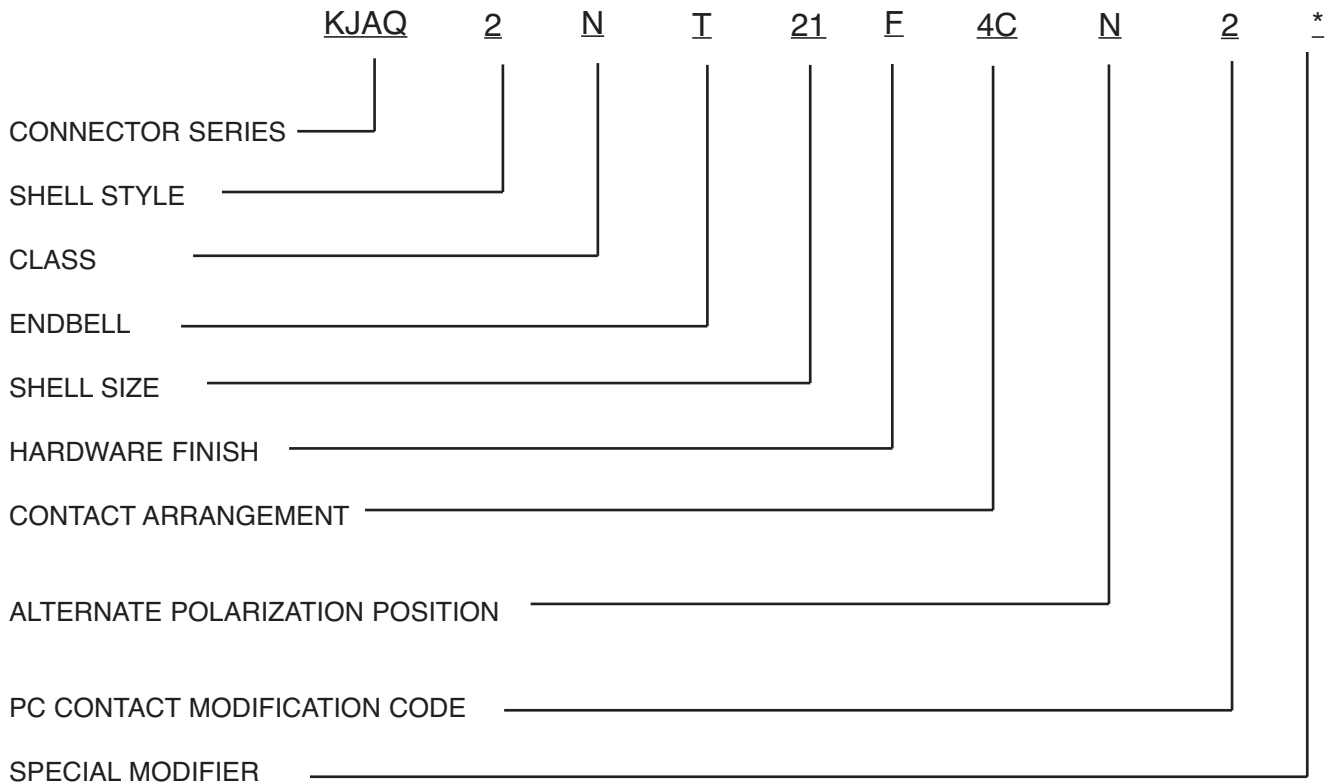 KJAQ 2 N T 21 F 4C N 2 *
CONNECTOR SERIES
SHELL STYLE
CLASS
ENDBELL
SHELL SIZE
HARDWARE FINISH
CONTACT ARRANGEMENT
ALTERNATE POLARIZATION POSITION
PC CONTACT MODIFICATION CODE
SPECIAL MODIFIER